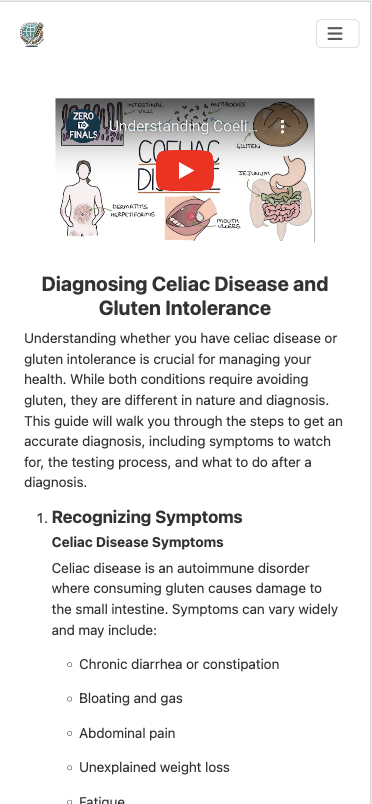 ZERO
TO
FINALS
Understanding Coeli...
INTESTINAL
VILLI
ANTIBODIES
COELIAC
GLUTEN
JEJUNUM
DERMATITIS
HERPETIFORMIS
MOUTH
ULCERS
Diagnosing Celiac Disease and
Gluten Intolerance
Understanding whether you have celiac disease or
gluten intolerance is crucial for managing your
health. While both conditions require avoiding
gluten, they are different in nature and diagnosis.
This guide will walk you through the steps to get an
accurate diagnosis, including symptoms to watch
for, the testing process, and what to do after a
diagnosis.
1. Recognizing Symptoms
Celiac Disease Symptoms
Celiac disease is an autoimmune disorder
where consuming gluten causes damage to
the small intestine. Symptoms can vary widely
and may include:
◦ Chronic diarrhea or constipation
◦ Bloating and gas
◦ Abdominal pain
◦ Unexplained weight loss
◦ Fatigue